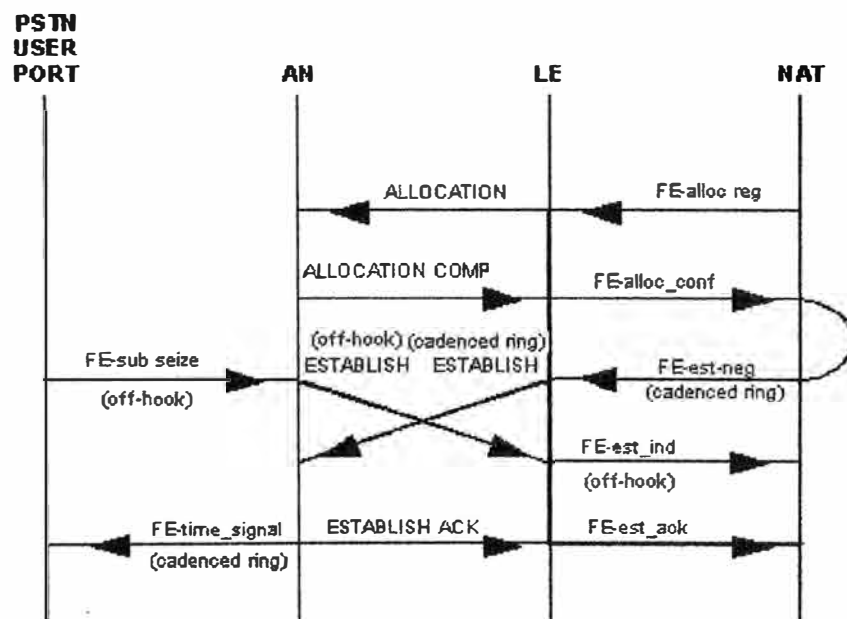 PSTN
USER
PORT
AN
LE
NAT
ALLOCATION
FE-alloc reg
ALLOCATION COMP
FE-alloc_conf
(off-hook) (cadenced ring)
FE-sub seize
ESTABLISH ESTABLISH
FE-est-neg
(off-hook)
(cadenced ring)
FE-est_ind
(off-hook)
FE-time_signal
ESTABLISH ACK
FE-est_aok
(cadenced ring)